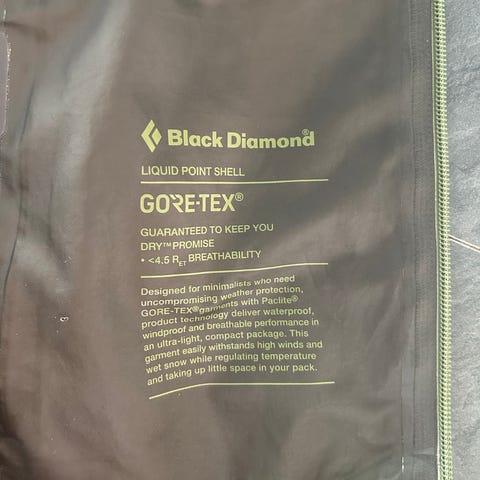 Black Diamond®
LIQUID POINT SHELL
GORE-TEX®
GUARANTEED TO KEEP YOU
DRY™ PROMISE
• <4.5 RET BREATHABILITY
Designed for minimalists who need
uncompromising weather protection,
GORE-TEX® garments with Paclite®
product technology deliver waterproof,
windproof and breathable performance in
an ultra-light, compact package. This
garment easily withstands high winds and
wet snow while regulating temperature
and taking up little space in your pack.